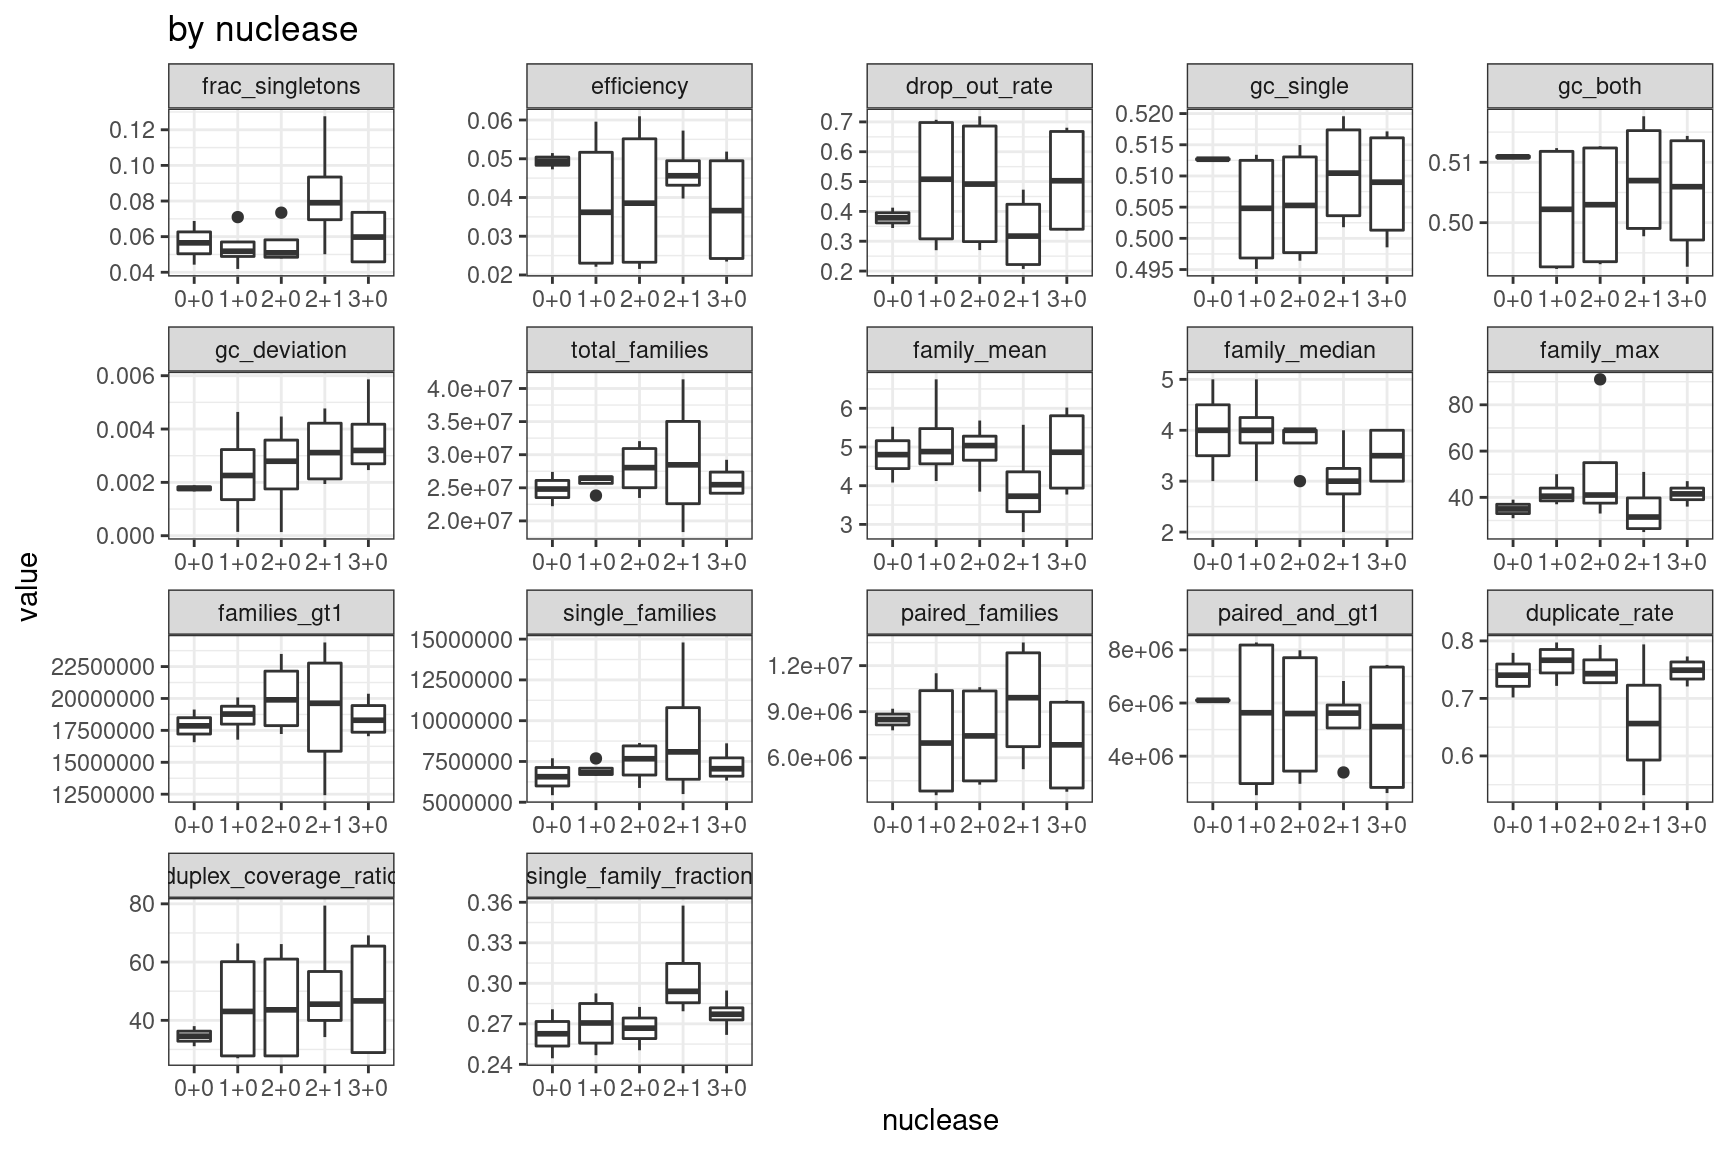 by nuclease
frac_singletons efficiency drop_out_rate gc_single gc_both
0.12 0.10 0.08 0.06 0.04
0.06 0.05 0.04 0.03 0.02
0.7 0.6 0.5 0.4 0.3 0.2
0.520 0.515 0.510 0.505 0.500 0.495
0.51 0.50
0+0 1+0 2+0 2+1 3+0 0+0 1+0 2+0 2+1 3+0 0+0 1+0 2+0 2+1 3+0 0+0 1+0 2+0 2+1 3+0 0+0 1+0 2+0 2+1 3+0
gc_deviation total_families family_mean family_median family_max
0.006 0.004 0.002 0.000
4.0e+07 3.5e+07 3.0e+07 2.5e+07 2.0e+07
6 5 4 3
5 4 3 2
80 60 40
0+0 1+0 2+0 2+1 3+0 0+0 1+0 2+0 2+1 3+0 0+0 1+0 2+0 2+1 3+0 0+0 1+0 2+0 2+1 3+0 0+0 1+0 2+0 2+1 3+0
value
families_gt1 single_families paired_families paired_and_gt1 duplicate_rate
22500000 20000000 17500000 15000000 12500000
15000000 12500000 10000000 7500000 5000000
1.2e+07 9.0e+06 6.0e+06
8e+06 6e+06 4e+06
0.8 0.7 0.6
0+0 1+0 2+0 2+1 3+0 0+0 1+0 2+0 2+1 3+0 0+0 1+0 2+0 2+1 3+0 0+0 1+0 2+0 2+1 3+0 0+0 1+0 2+0 2+1 3+0
duplex_coverage_ratio single_family_fraction
80 60 40
0.36 0.33 0.30 0.27 0.24
0+0 1+0 2+0 2+1 3+0 0+0 1+0 2+0 2+1 3+0
nuclease